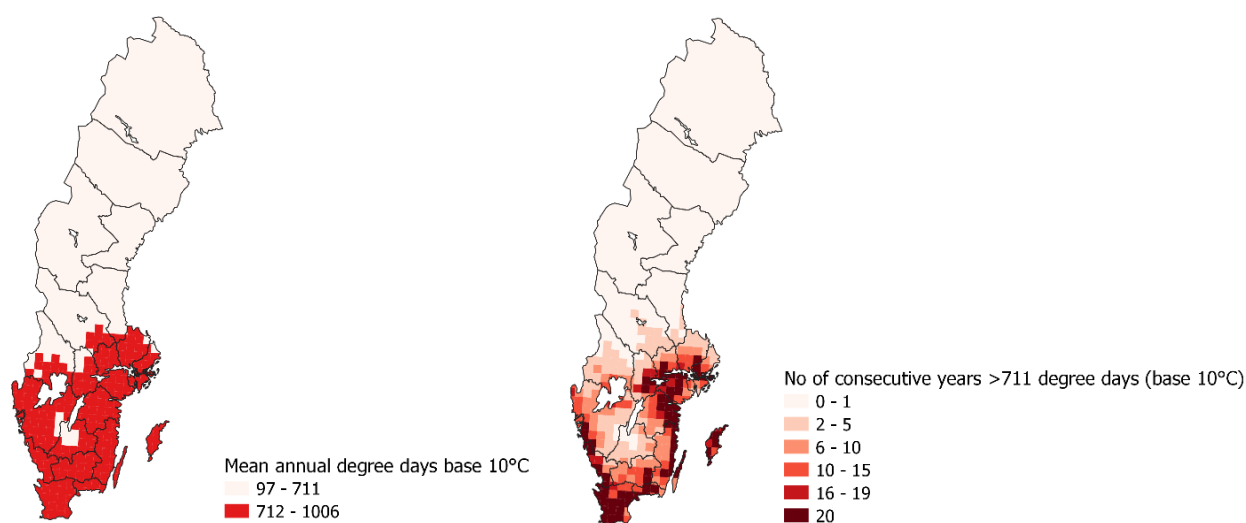 Mean annual degree days base 10°C
97 - 711
712 - 1006
No of consecutive years >711 degree days (base 10°C)
0 - 1
2 - 5
6 - 10
10 - 15
16 - 19
20